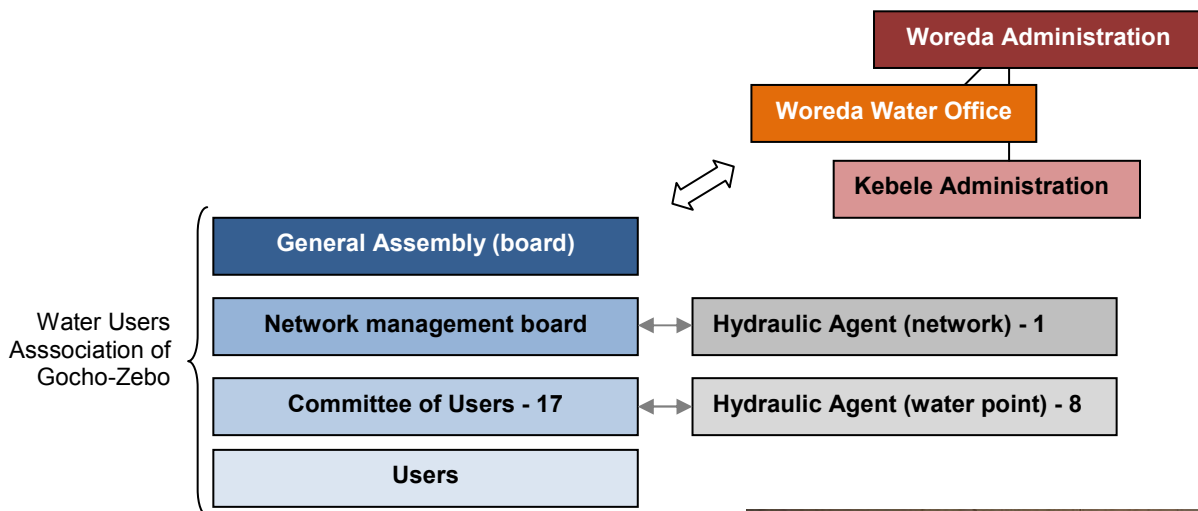 Woreda Administration
Woreda Water Office
Kebele Administration
General Assembly (board)
Water Users
Asssociation of
Gocho-Zebo
Network management board
Hydraulic Agent (network) - 1
Committee of Users - 17
Hydraulic Agent (water point) - 8
Users